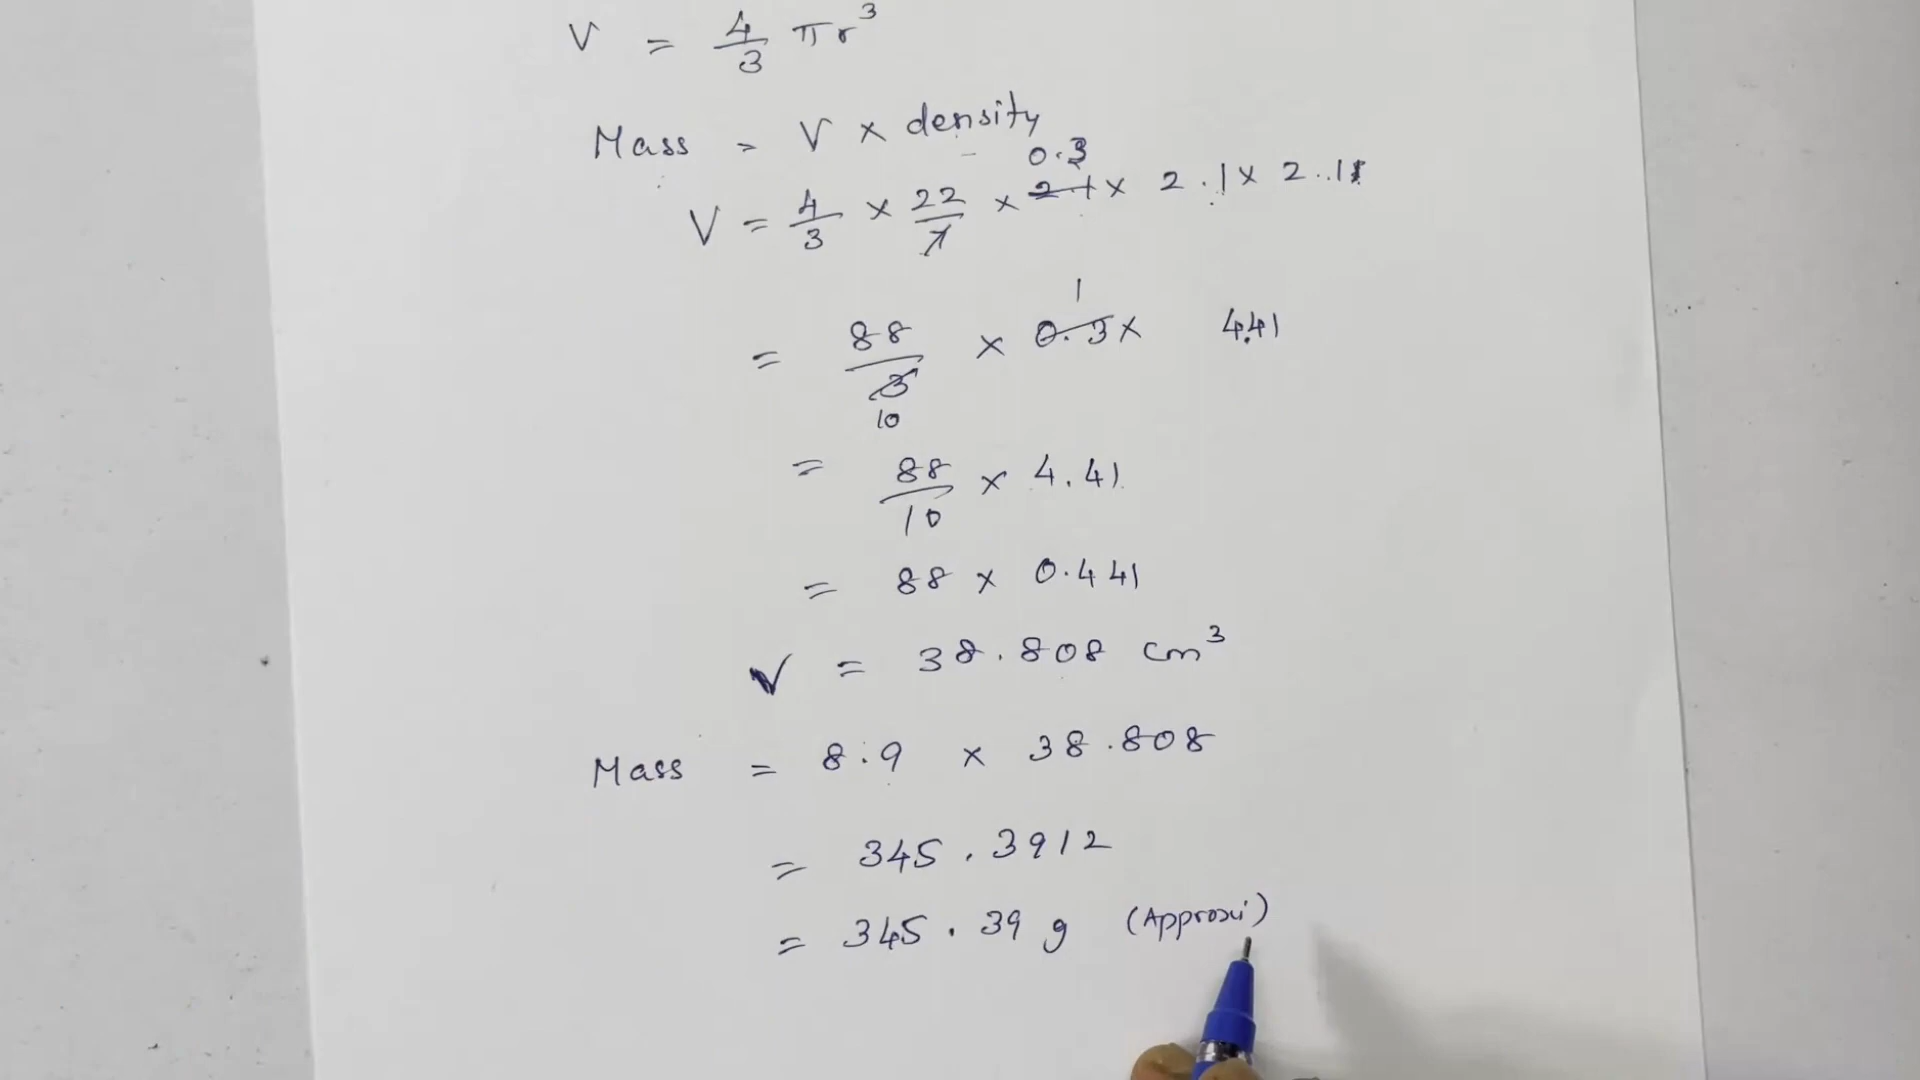 V = 4/3 πr³
Mass = V × density
0.3
V = 4/3 × 22/7 × 2.1 × 2.1 × 2.1
1
= 88/3 × 0.3 × 4.41
10
= 88/10 × 4.41
= 88 × 0.441
V = 38.808 cm³
Mass = 8.9 × 38.808
= 345.3912
= 345.39 g (Approxi)